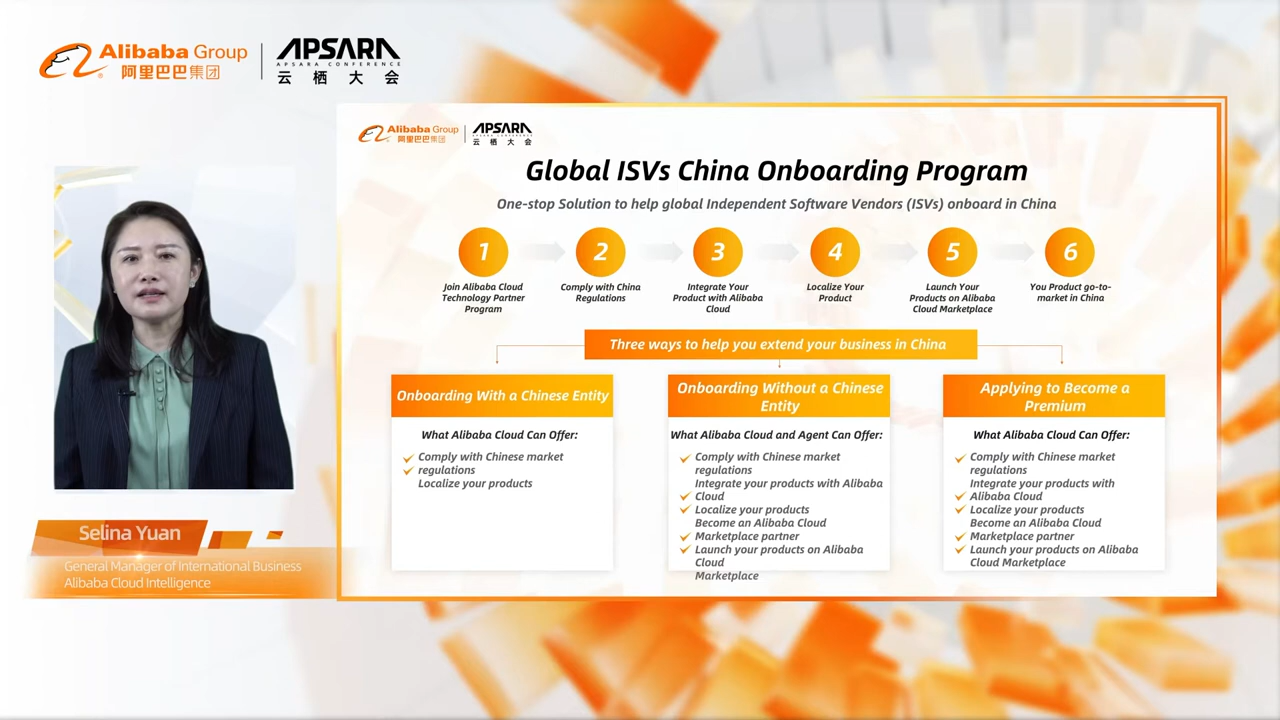 Alibaba Group
阿里巴巴集团
APSARA
APSARA CONFERENCE
云栖大会
Alibaba Group
阿里巴巴集团
APSARA
APSARA CONFERENCE
云栖大会
Global ISVs China Onboarding Program
One-stop Solution to help global Independent Software Vendors (ISVs) onboard in China
1
Join Alibaba Cloud
Technology Partner
Program
2
Comply with China
Regulations
3
Integrate Your
Product with Alibaba
Cloud
4
Localize Your
Product
5
Launch Your
Products on Alibaba
Cloud Marketplace
6
You Product go-to-
market in China
Three ways to help you extend your business in China
Onboarding With a Chinese Entity
What Alibaba Cloud Can Offer:
Comply with Chinese market
regulations
Localize your products
Onboarding Without a Chinese
Entity
What Alibaba Cloud and Agent Can Offer:
Comply with Chinese market
regulations
Integrate your products with Alibaba
Cloud
Localize your products
Become an Alibaba Cloud
Marketplace partner
Launch your products on Alibaba
Cloud
Marketplace
Applying to Become a
Premium
What Alibaba Cloud Can Offer:
Comply with Chinese market
regulations
Integrate your products with
Alibaba Cloud
Localize your products
Become an Alibaba Cloud
Marketplace partner
Launch your products on Alibaba
Cloud Marketplace
Selina Yuan
General Manager of International Business
Alibaba Cloud Intelligence